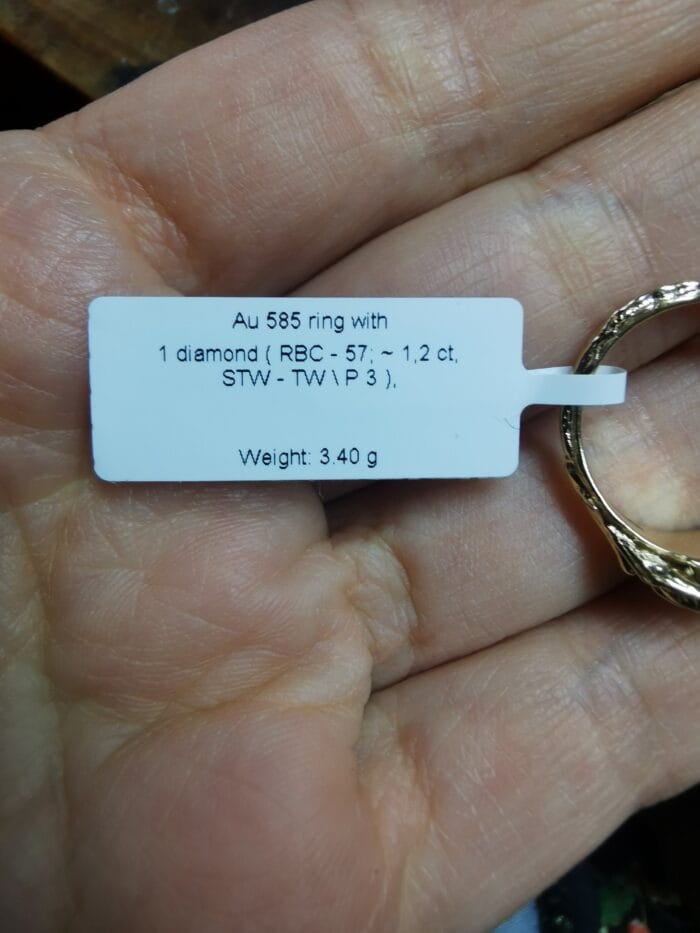 Au 585 ring with
1 diamond ( RBC - 57; ~ 1,2 ct,
STW - TW \ P 3 ),
Weight: 3.40 g